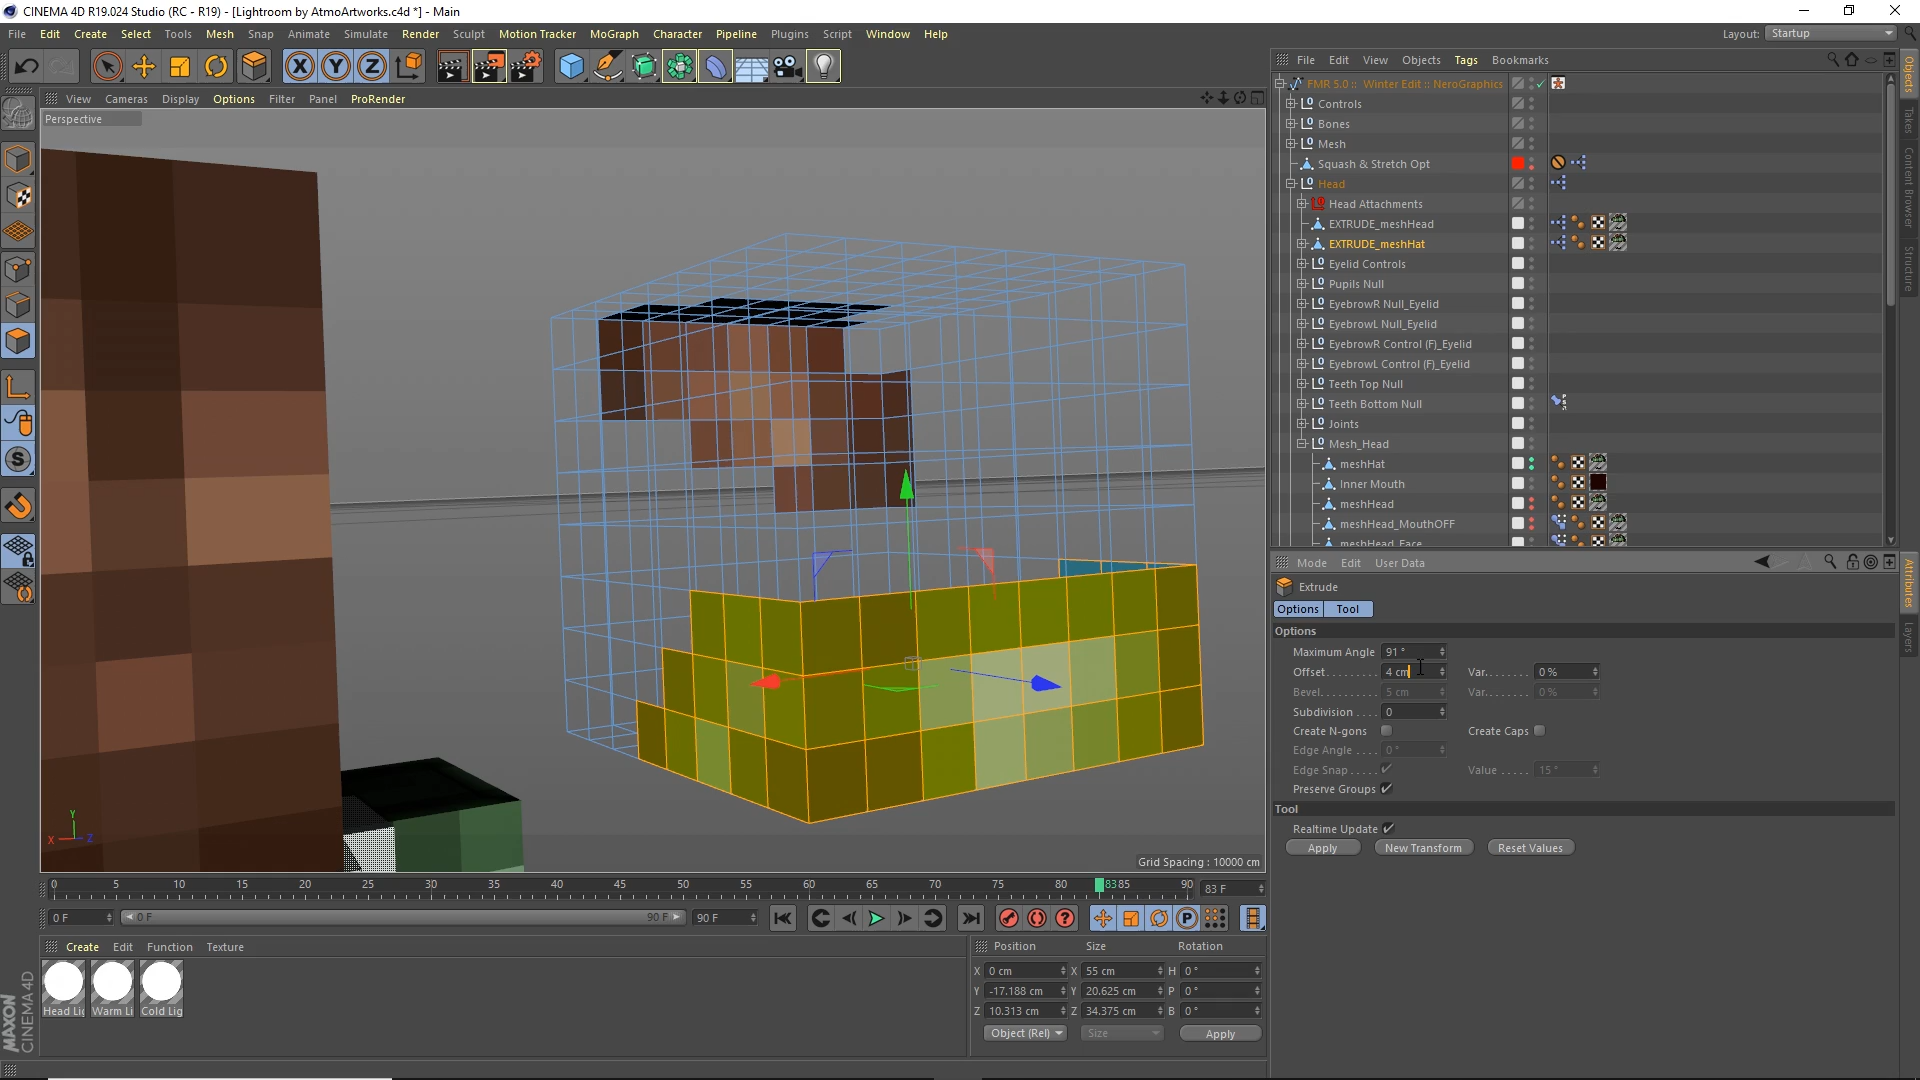 CINEMA 4D R19.024 Studio (RC - R19) - [Lightroom by AtmoArtworks.c4d *] - Main
File Edit Create Select Tools Mesh Snap Animate Simulate Render Sculpt Motion Tracker MoGraph Character Pipeline Plugins Script Window Help Layout: Startup
File Edit View Objects Tags Bookmarks
View Cameras Display Options Filter Panel ProRender
Perspective
FMR 5.0 :: Winter Edit :: NeroGraphics
Controls
Bones
Mesh
Squash & Stretch Opt
Head
Head Attachments
EXTRUDE_meshHead
EXTRUDE_meshHat
Eyelid Controls
Pupils Null
EyebrowR Null_Eyelid
EyebrowL Null_Eyelid
EyebrowR Control (F)_Eyelid
EyebrowL Control (F)_Eyelid
Teeth Top Null
Teeth Bottom Null
Joints
Mesh_Head
meshHat
Inner Mouth
meshHead
meshHead_MouthOFF
meshHead_Face
Objects
Takes
Content Browser
Structure
Mode Edit User Data
Extrude
Options Tool
Options
Maximum Angle 91 °
Offset........ 4 cm Var....... 0 %
Bevel........ 5 cm Var....... 0 %
Subdivision.... 0
Create N-gons Create Caps
Edge Angle.... 0 °
Edge Snap..... Value..... 15 °
Preserve Groups
Tool
Realtime Update
Apply New Transform Reset Values
Attributes
Layers
Y
X Z
Grid Spacing : 10000 cm
0 5 10 15 20 25 30 35 40 45 50 55 60 65 70 75 80 8385 90 83 F
0 F 0 F 90 F 90 F
Create Edit Function Texture
Head Lig Warm Li Cold Lig
Position Size Rotation
X 0 cm X 55 cm H 0 °
Y -17.188 cm Y 20.625 cm P 0 °
Z 10.313 cm Z 34.375 cm B 0 °
Object (Rel) Size Apply
MAXON
CINEMA 4D